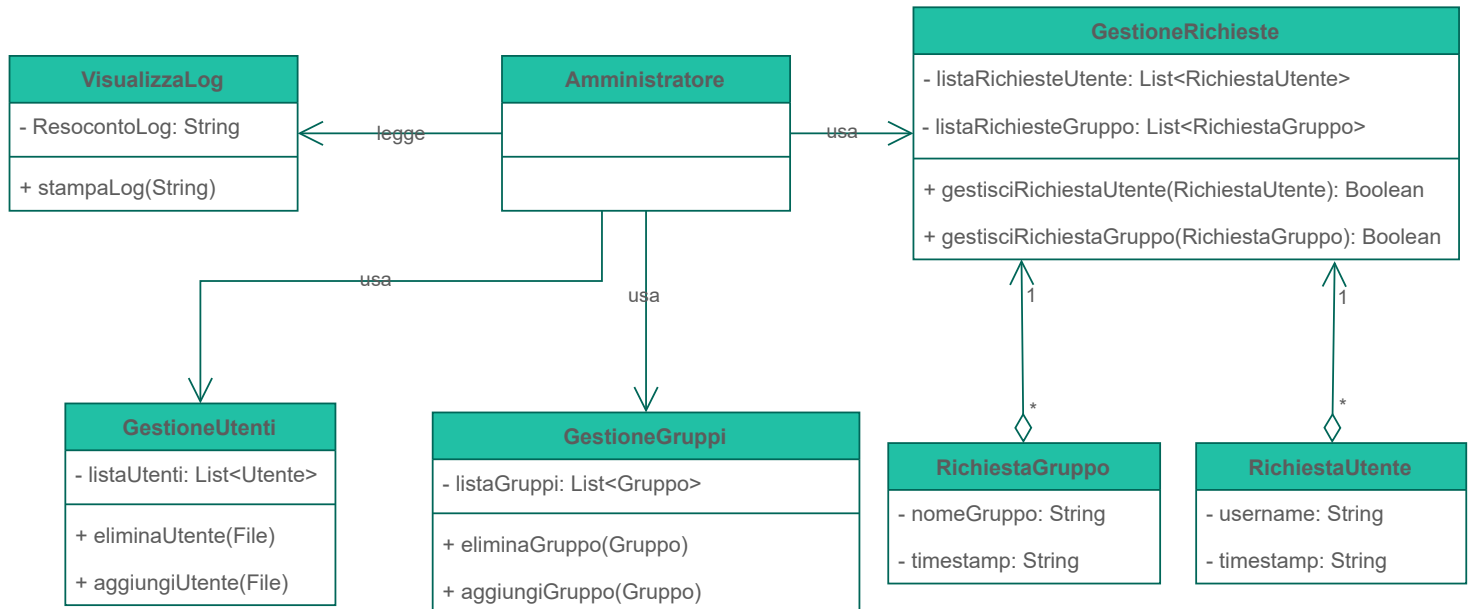 VisualizzaLog
- ResocontoLog: String
+ stampaLog(String)
legge
Amministratore
usa
GestioneRichieste
- listaRichiesteUtente: List<RichiestaUtente>
- listaRichiesteGruppo: List<RichiestaGruppo>
+ gestisciRichiestaUtente(RichiestaUtente): Boolean
+ gestisciRichiestaGruppo(RichiestaGruppo): Boolean
usa
usa
1
1
*
*
GestioneUtenti
- listaUtenti: List<Utente>
+ eliminaUtente(File)
+ aggiungiUtente(File)
GestioneGruppi
- listaGruppi: List<Gruppo>
+ eliminaGruppo(Gruppo)
+ aggiungiGruppo(Gruppo)
RichiestaGruppo
- nomeGruppo: String
- timestamp: String
RichiestaUtente
- username: String
- timestamp: String